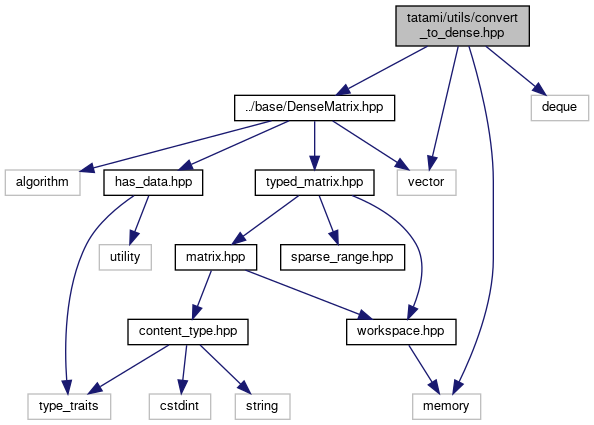 tatami/utils/convert
_to_dense.hpp
../base/DenseMatrix.hpp
deque
algorithm
has_data.hpp
typed_matrix.hpp
vector
utility
matrix.hpp
sparse_range.hpp
content_type.hpp
workspace.hpp
type_traits
cstdint
string
memory